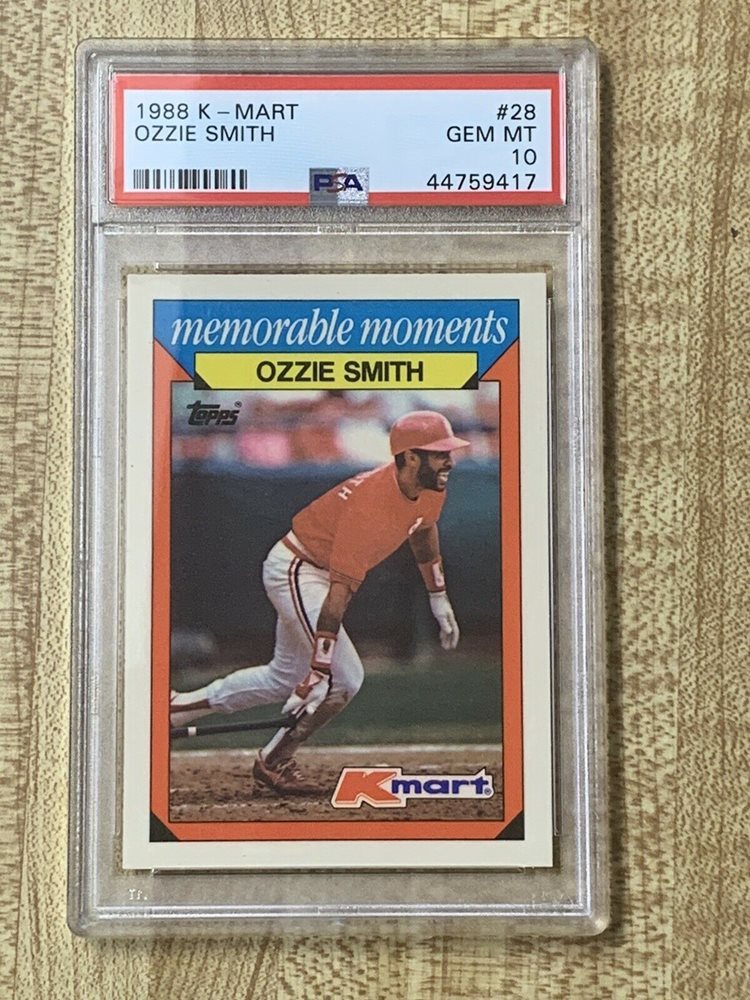 1988 K-MART #28
OZZIE SMITH GEM MT
10
PSA 44759417
memorable moments
OZZIE SMITH
Topps®
Kmart®